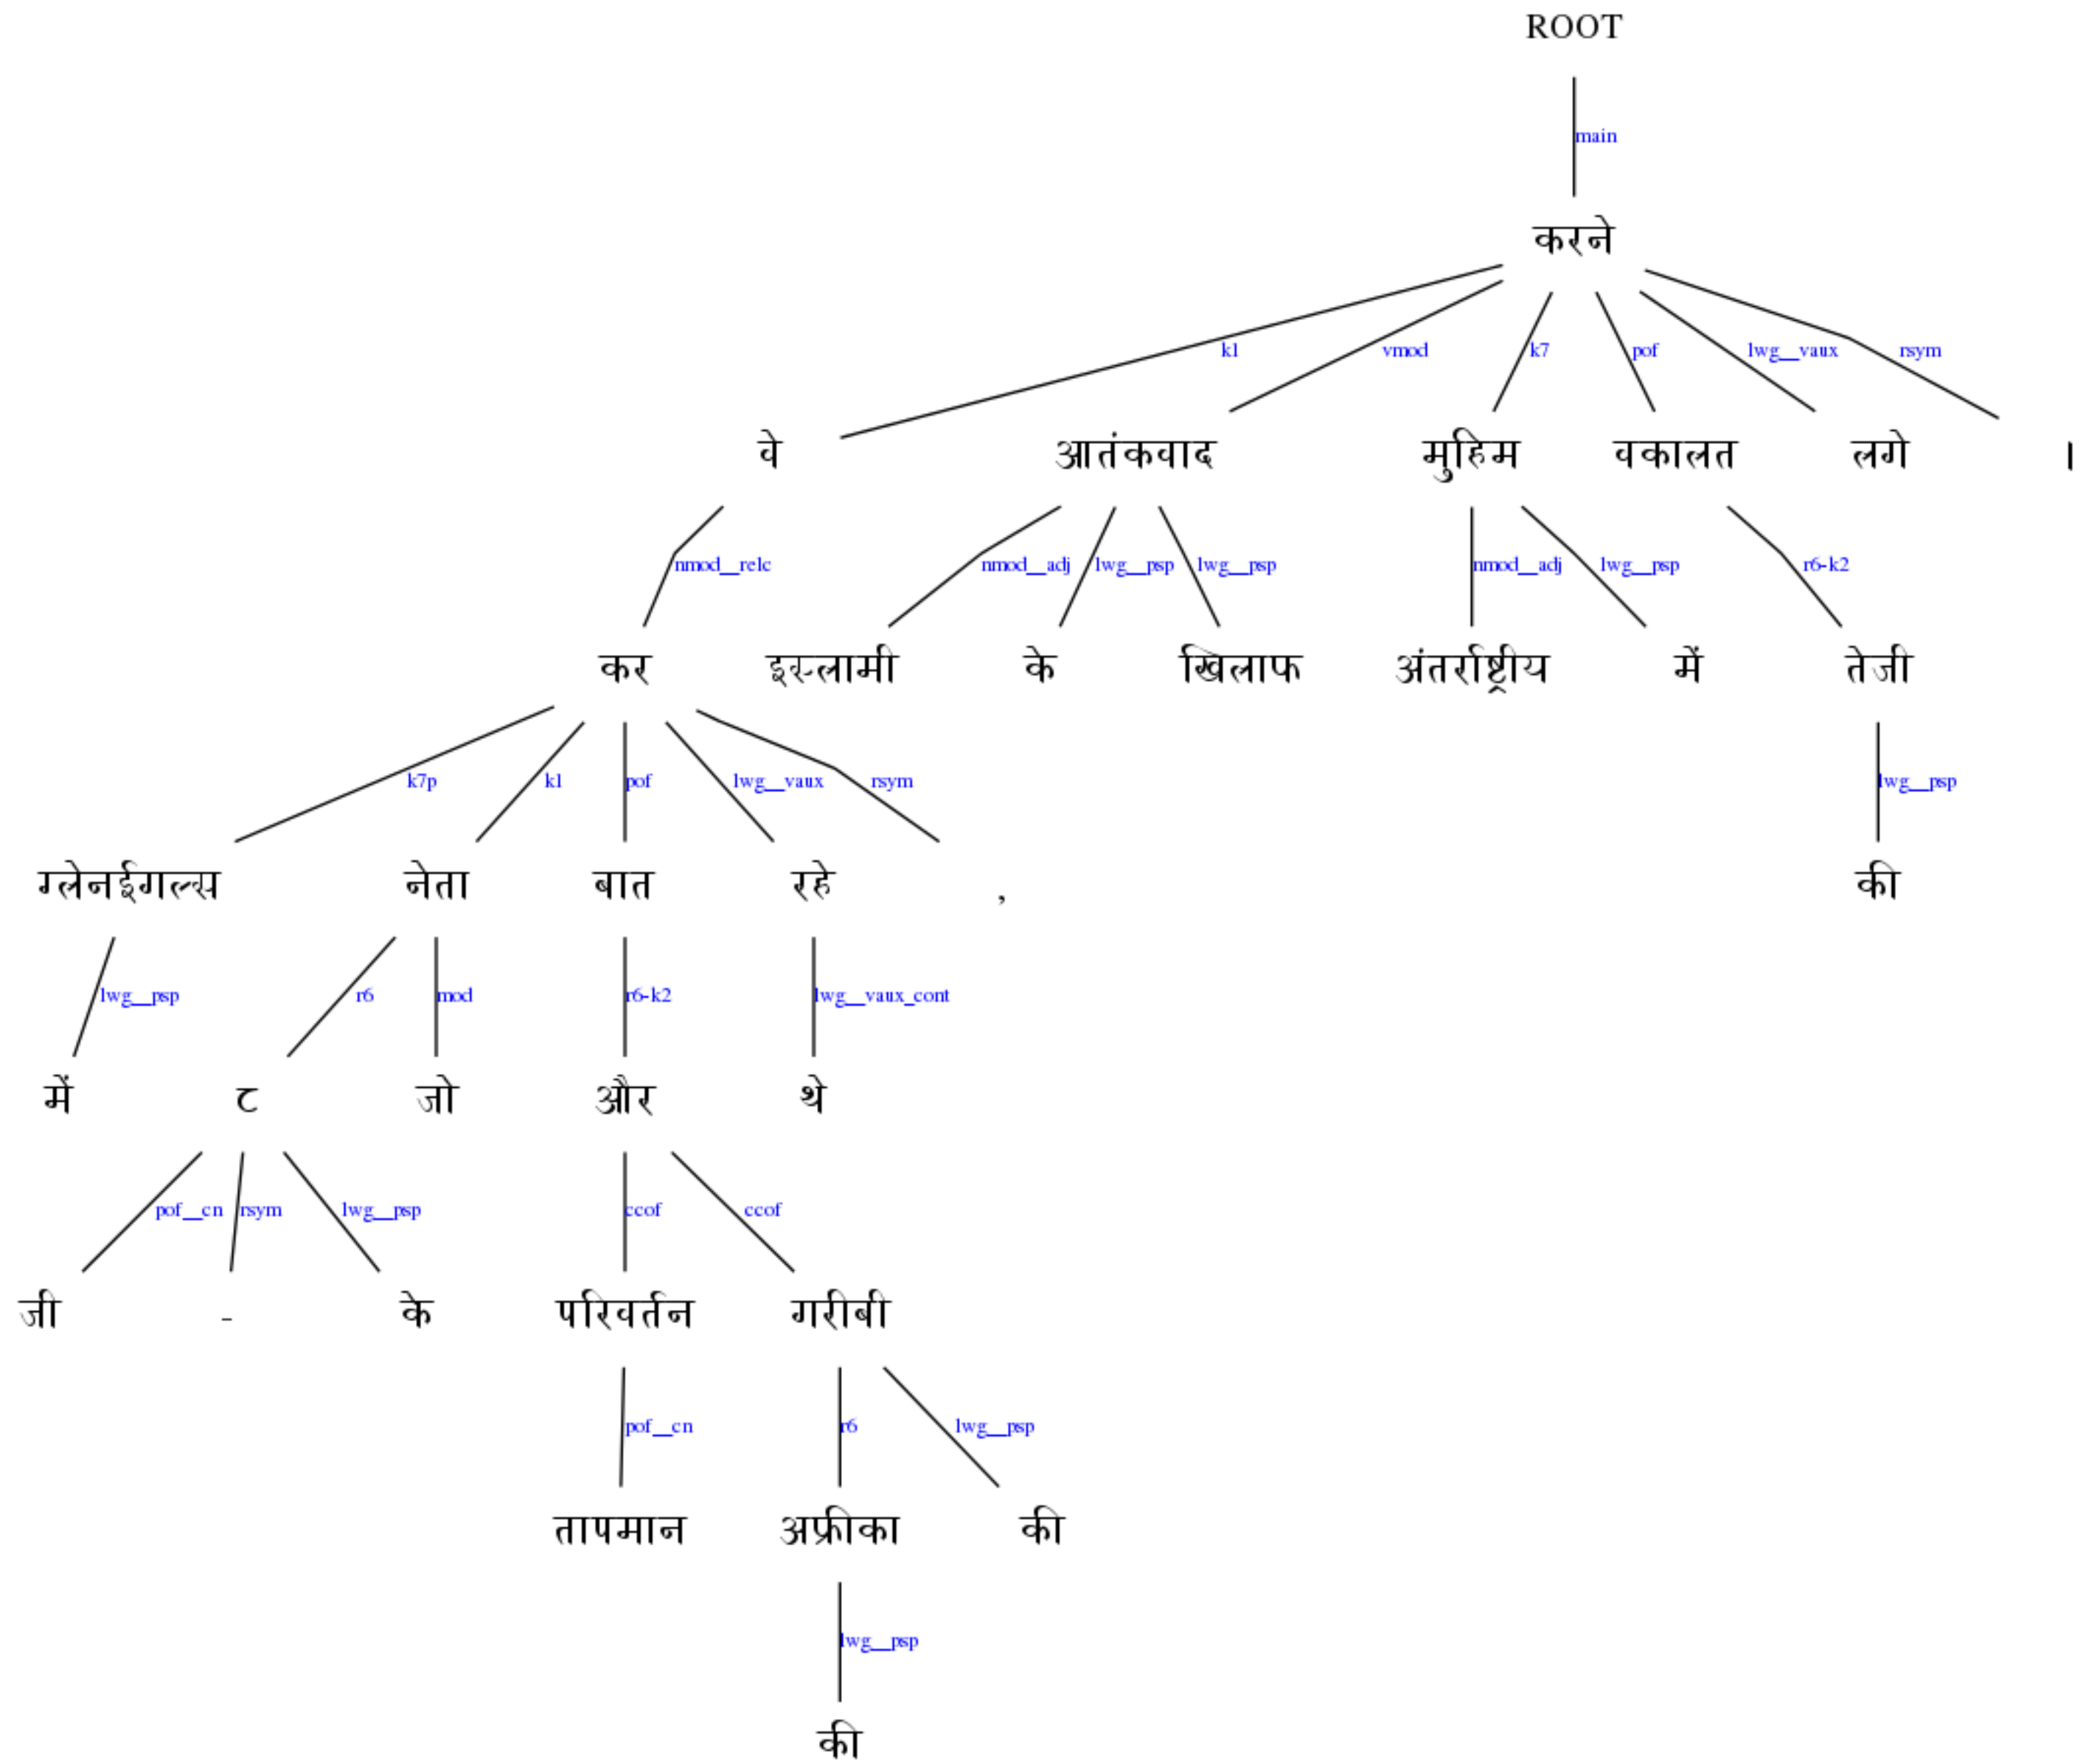 ROOT
main
करने
k1 vmod k7 pof lwg__vaux rsym
वे आतंकवाद मुहिम वकालत लगे ।
nmod__relc nmod__adj lwg__psp lwg__psp nmod__adj lwg__psp r6-k2
कर इस्लामी के खिलाफ अंतर्राष्ट्रीय में तेजी
k7p k1 pof lwg__vaux rsym lwg__psp
ग्लेनईगल्स नेता बात रहे , की
lwg__psp r6 mod r6-k2 lwg__vaux_cont
में ट जो और थे
pof__cn rsym lwg__psp ccof ccof
जी - के परिवर्तन गरीबी
pof__cn r6 lwg__psp
तापमान अफ्रीका की
lwg__psp
की